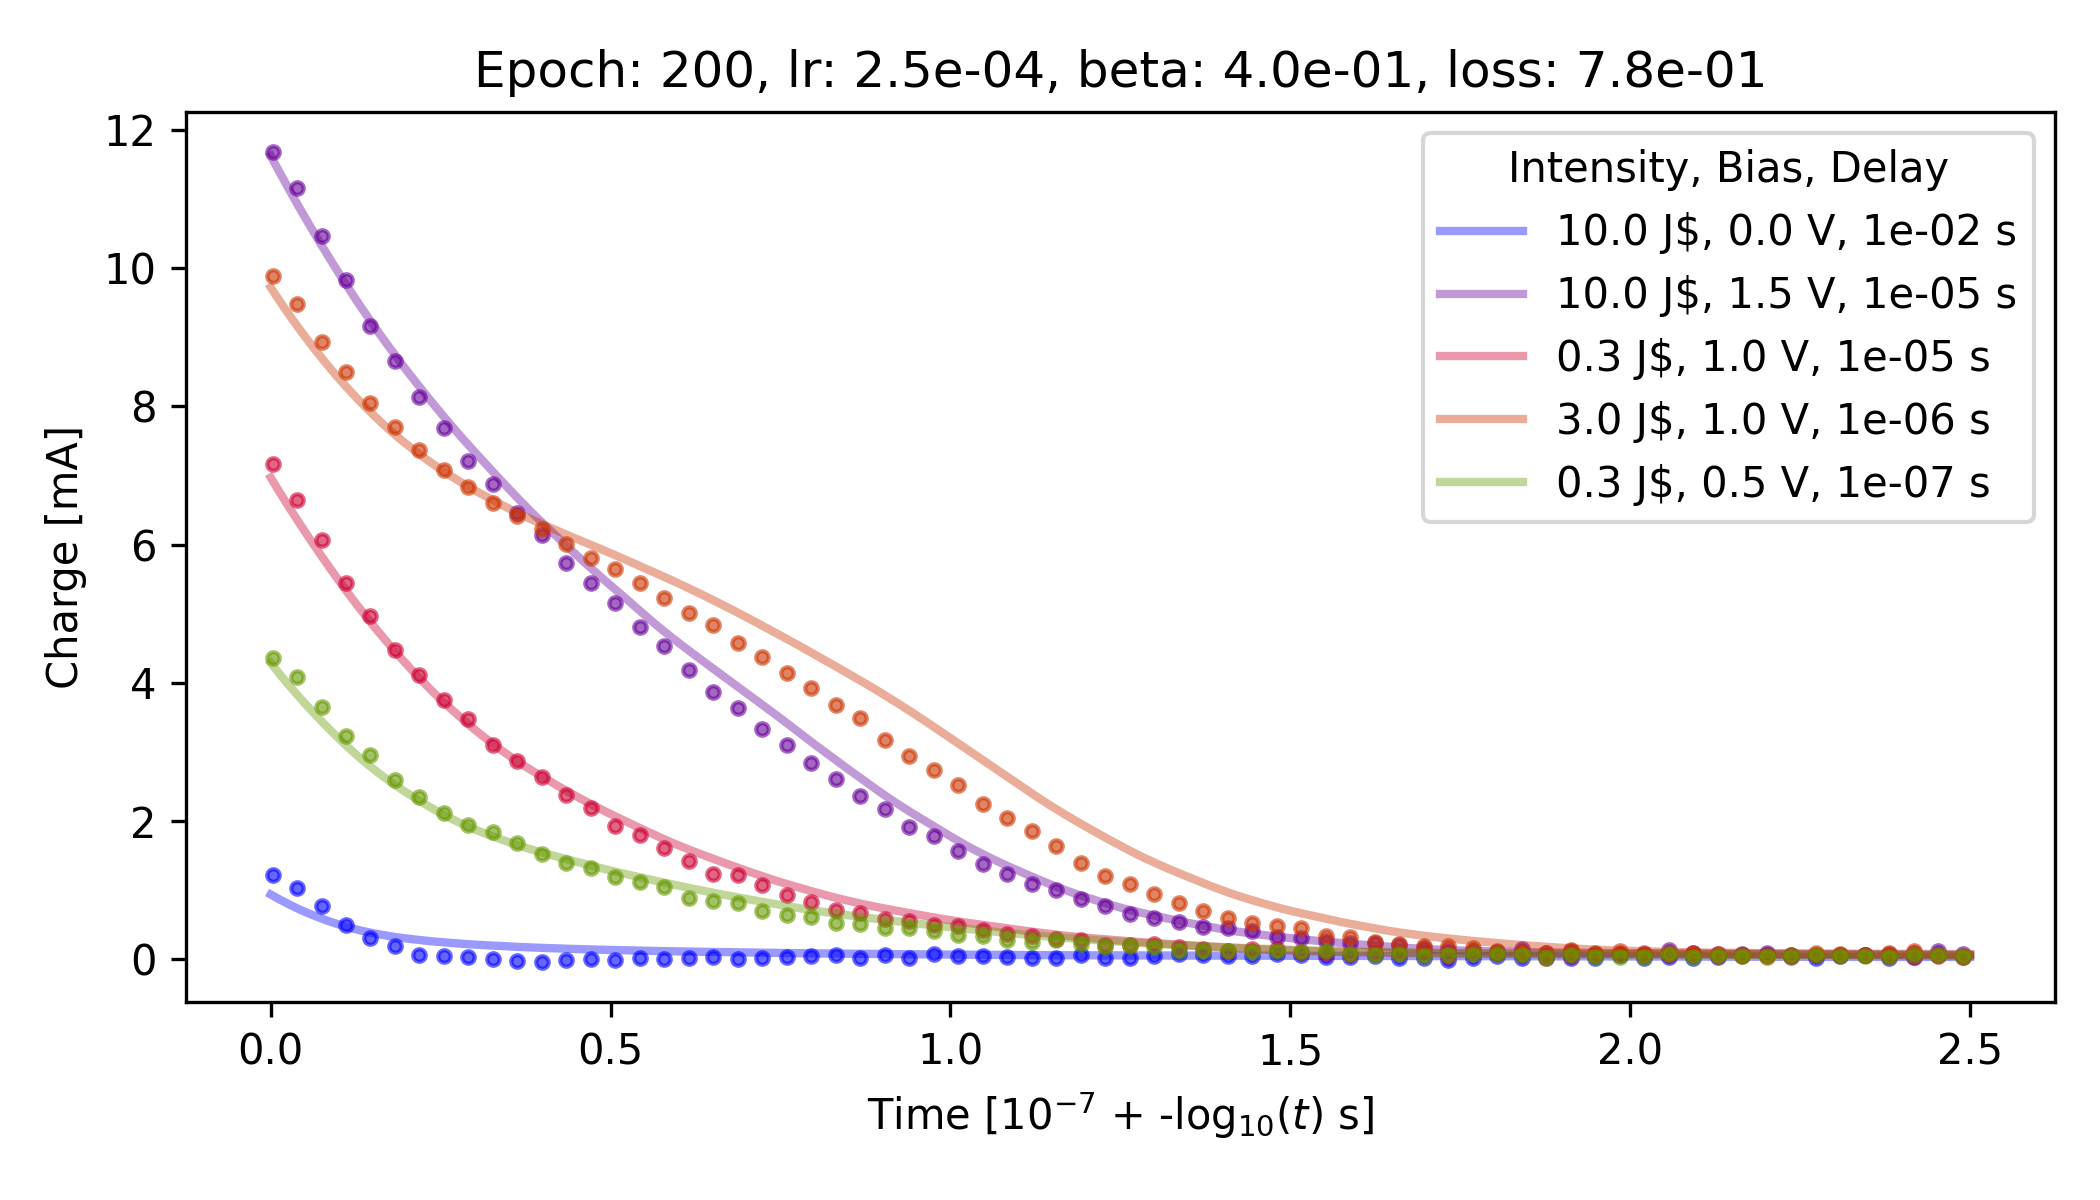 Epoch: 200, lr: 2.5e-04, beta: 4.0e-01, loss: 7.8e-01
12
10
8
6
4
2
0
Charge [mA]
Intensity, Bias, Delay
10.0 J$, 0.0 V, 1e-02 s
10.0 J$, 1.5 V, 1e-05 s
0.3 J$, 1.0 V, 1e-05 s
3.0 J$, 1.0 V, 1e-06 s
0.3 J$, 0.5 V, 1e-07 s
0.0 0.5 1.0 1.5 2.0 2.5
Time [10⁻⁷ + -log₁₀(t) s]